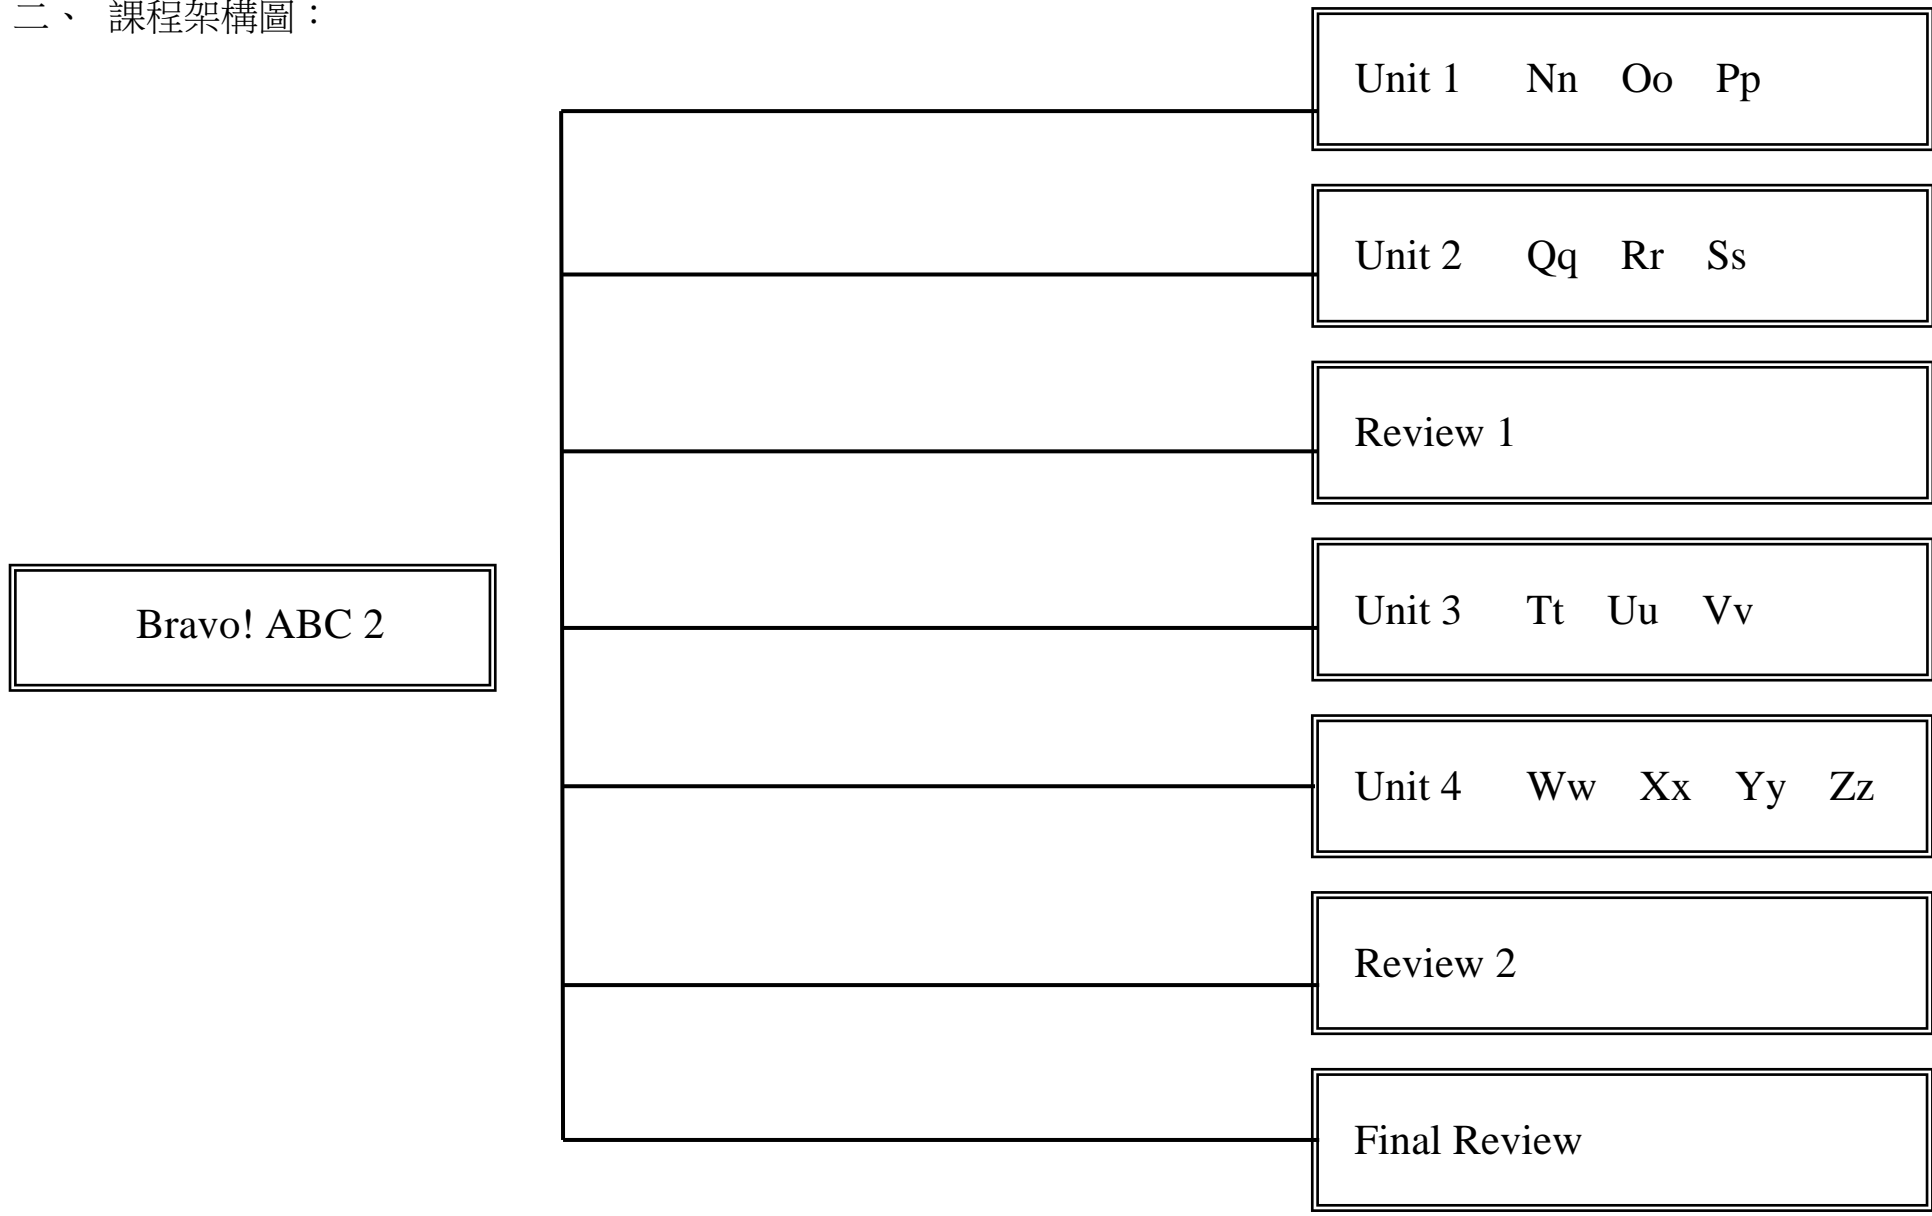 二、 課程架構圖：
Unit 1 Nn Oo Pp
Unit 2 Qq Rr Ss
Review 1
Unit 3 Tt Uu Vv
Bravo! ABC 2
Unit 4 Ww Xx Yy Zz
Review 2
Final Review